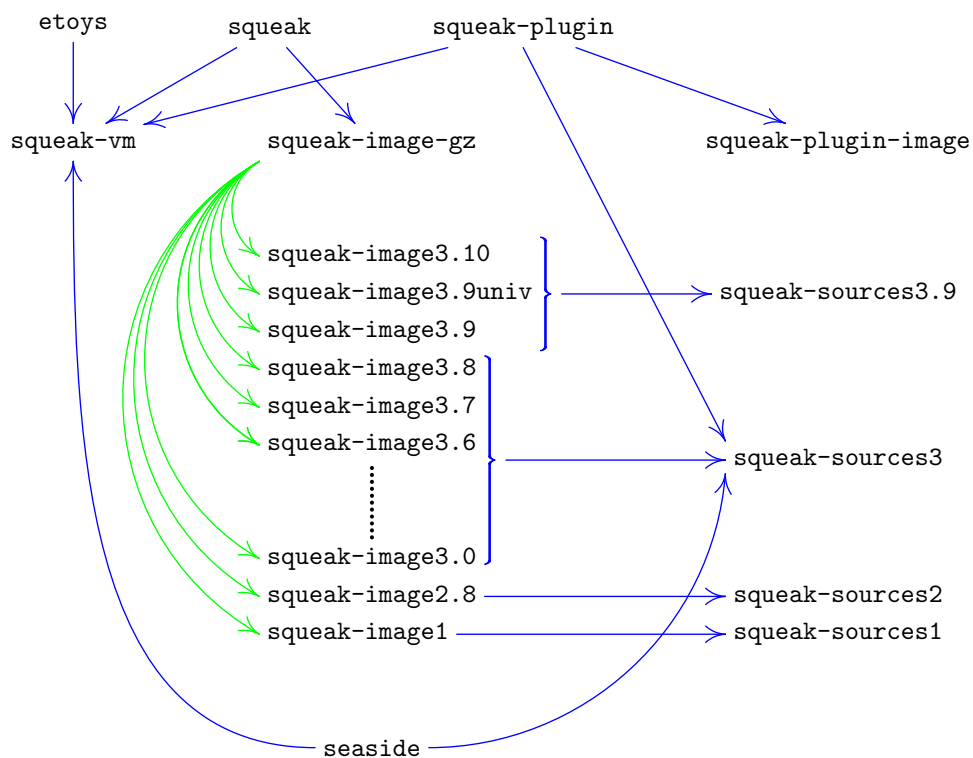 etoys
squeak
squeak-plugin
squeak-vm
squeak-image-gz
squeak-plugin-image
squeak-image3.10
squeak-image3.9univ
squeak-sources3.9
squeak-image3.9
squeak-image3.8
squeak-image3.7
squeak-image3.6
squeak-sources3
squeak-image3.0
squeak-image2.8
squeak-sources2
squeak-image1
squeak-sources1
seaside